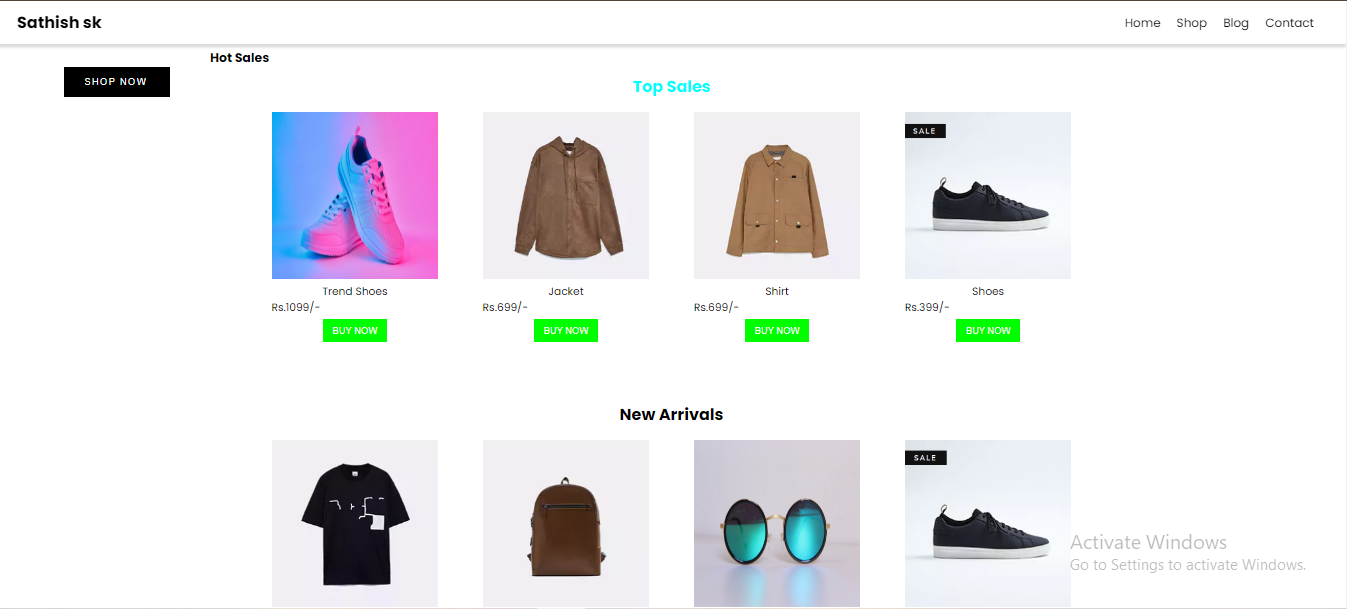 Sathish sk
Home Shop Blog Contact
Hot Sales
SHOP NOW
Top Sales
SALE
Trend Shoes Jacket Shirt Shoes
Rs.1099/- Rs.699/- Rs.699/- Rs.399/-
BUY NOW BUY NOW BUY NOW BUY NOW
New Arrivals
SALE
Activate Windows
Go to Settings to activate Windows.